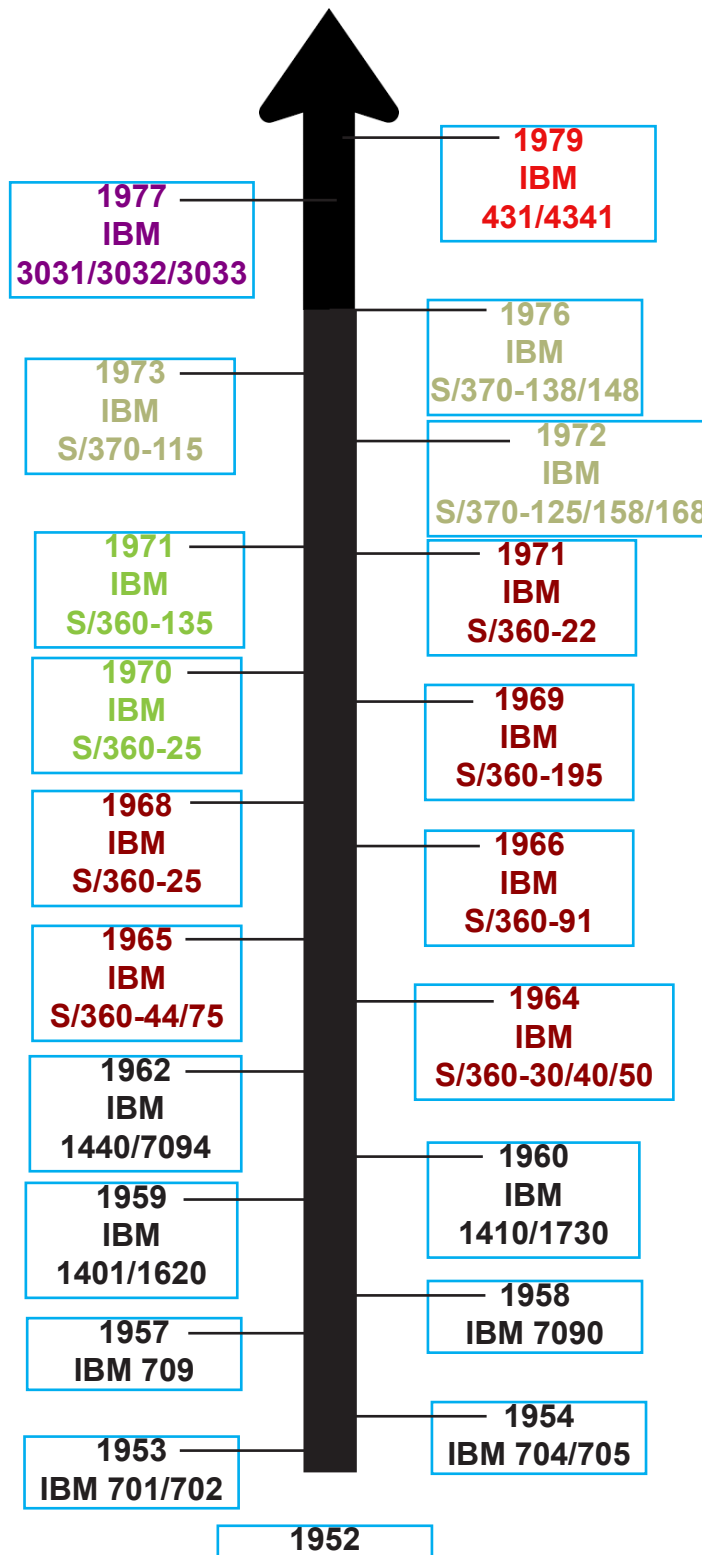 1979
IBM
431/4341
1977
IBM
3031/3032/3033
1976
IBM
S/370-138/148
1973
IBM
S/370-115
1972
IBM
S/370-125/158/168
1971
IBM
S/360-135
1971
IBM
S/360-22
1970
IBM
S/360-25
1969
IBM
S/360-195
1968
IBM
S/360-25
1966
IBM
S/360-91
1965
IBM
S/360-44/75
1964
IBM
S/360-30/40/50
1962
IBM
1440/7094
1960
IBM
1410/1730
1959
IBM
1401/1620
1958
IBM 7090
1957
IBM 709
1954
IBM 704/705
1953
IBM 701/702
1952